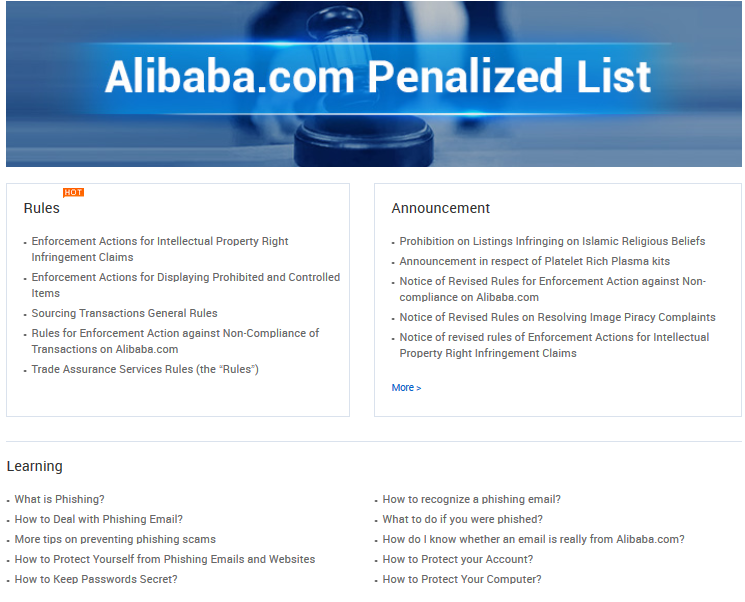 Alibaba.com Penalized List
HOT
Rules
Enforcement Actions for Intellectual Property Right
Infringement Claims
Enforcement Actions for Displaying Prohibited and Controlled
Items
Sourcing Transactions General Rules
Rules for Enforcement Action against Non-Compliance of
Transactions on Alibaba.com
Trade Assurance Services Rules (the “Rules”)
Announcement
Prohibition on Listings Infringing on Islamic Religious Beliefs
Announcement in respect of Platelet Rich Plasma kits
Notice of Revised Rules for Enforcement Action against Non-
compliance on Alibaba.com
Notice of Revised Rules on Resolving Image Piracy Complaints
Notice of revised rules of Enforcement Actions for Intellectual
Property Right Infringement Claims
More >
Learning
What is Phishing?
How to Deal with Phishing Email?
More tips on preventing phishing scams
How to Protect Yourself from Phishing Emails and Websites
How to Keep Passwords Secret?
How to recognize a phishing email?
What to do if you were phished?
How do I know whether an email is really from Alibaba.com?
How to Protect your Account?
How to Protect Your Computer?